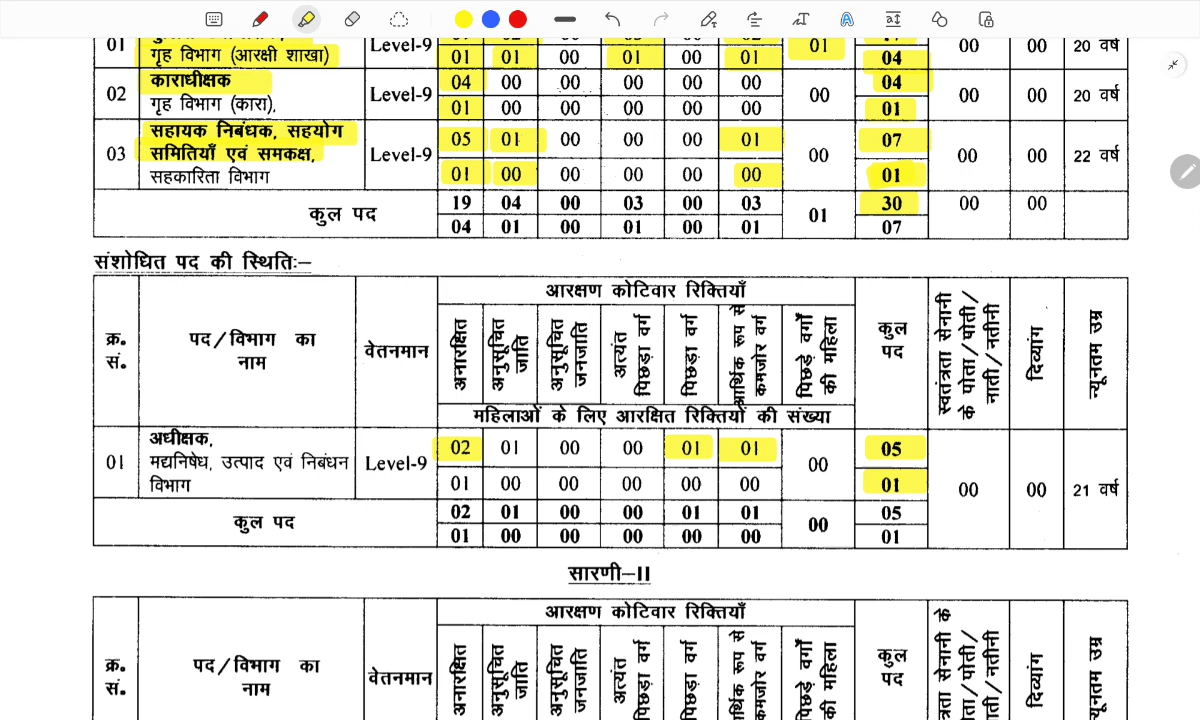 01 Level-9 00 00 01 00 00 20 वर्ष
गृह विभाग (आरक्षी शाखा) 01 01 00 01 00 01 04
02 काराधीक्षक Level-9 04 00 00 00 00 00 00 04 00 00 20 वर्ष
गृह विभाग (कारा), 01 00 00 00 00 00 01
03 सहायक निबंधक, सहयोग Level-9 05 01 00 00 00 01 00 07 00 00 22 वर्ष
समितियाँ एवं समकक्ष,
सहकारिता विभाग 01 00 00 00 00 00 01
कुल पद 19 04 00 03 00 03 01 30 00 00
04 01 00 01 00 01 07
संशोधित पद की स्थितिः–
क्र. सं.
पद/विभाग का नाम
वेतनमान
आरक्षण कोटिवार रिक्तियाँ
अनारक्षित
अनुसूचित जाति
अनुसूचित जनजाति
अत्यंत पिछड़ा वर्ग
पिछड़ा वर्ग
आर्थिक रूप से कमजोर वर्ग
पिछड़े वर्गों की महिला
महिलाओं के लिए आरक्षित रिक्तियों की संख्या
कुल पद
स्वतंत्रता सेनानी के पोता/पोती/नाती/नतीनी
दिव्यांग
न्यूनतम उम्र
01 अधीक्षक, Level-9 02 01 00 00 01 01 00 05 00 00 21 वर्ष
मद्यनिषेध, उत्पाद एवं निबंधन
विभाग 01 00 00 00 00 00 01
कुल पद 02 01 00 00 01 01 00 05
01 00 00 00 00 00 01
सारणी–II
क्र. सं.
पद/विभाग का नाम
वेतनमान
आरक्षण कोटिवार रिक्तियाँ
अनारक्षित
अनुसूचित जाति
अनुसूचित जनजाति
अत्यंत पिछड़ा वर्ग
पिछड़ा वर्ग
आर्थिक रूप से कमजोर वर्ग
पिछड़े वर्गों की महिला
कुल पद
सेनानी के पोता/पोती/नाती/नतीनी
दिव्यांग
न्यूनतम उम्र